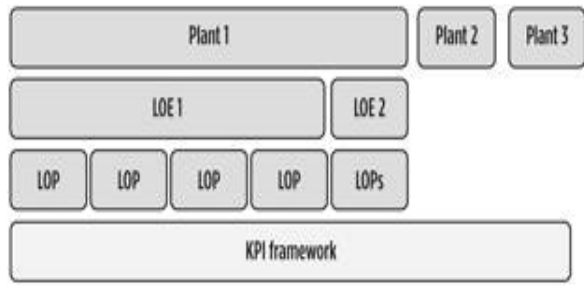 Plant 1
Plant 2
Plant 3
LOE 1
LOE 2
LOP
LOP
LOP
LOP
LOPs
KPI framework